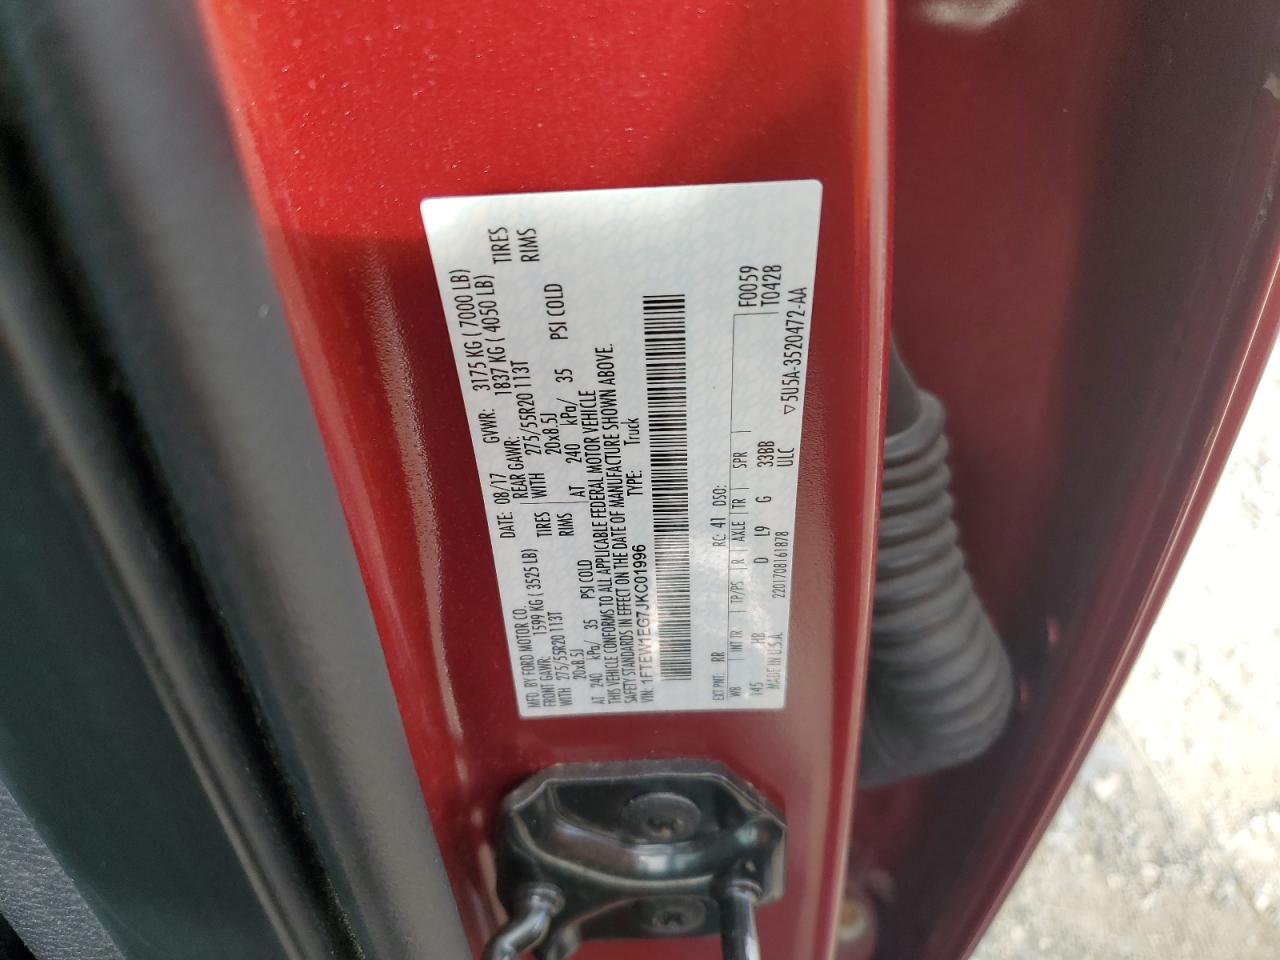 MFD. BY FORD MOTOR CO. DATE: 08/17 GVWR: 3175 KG ( 7000 LB)
FRONT GAWR: 1599 KG ( 3525 LB) REAR GAWR: 1837 KG ( 4050 LB)
WITH 275/55R20 113T TIRES WITH 275/55R20 113T TIRES
20x8.5J RIMS 20x8.5J RIMS
AT 240 kPa/ 35 PSI COLD AT 240 kPa/ 35 PSI COLD
THIS VEHICLE CONFORMS TO ALL APPLICABLE FEDERAL MOTOR VEHICLE
SAFETY STANDARDS IN EFFECT ON THE DATE OF MANUFACTURE SHOWN ABOVE.
VIN: 1FTEW1EG7JKC01996 TYPE: Truck
EXT PNT: RR RC: 41 DSO: F0059
WB INT TR TP/PS R AXLE TR SPR T0428
145 HB D L9 G 33BB
MADE IN U.S.A. 2201708161878 ULC ▽5U5A-3520472-AA